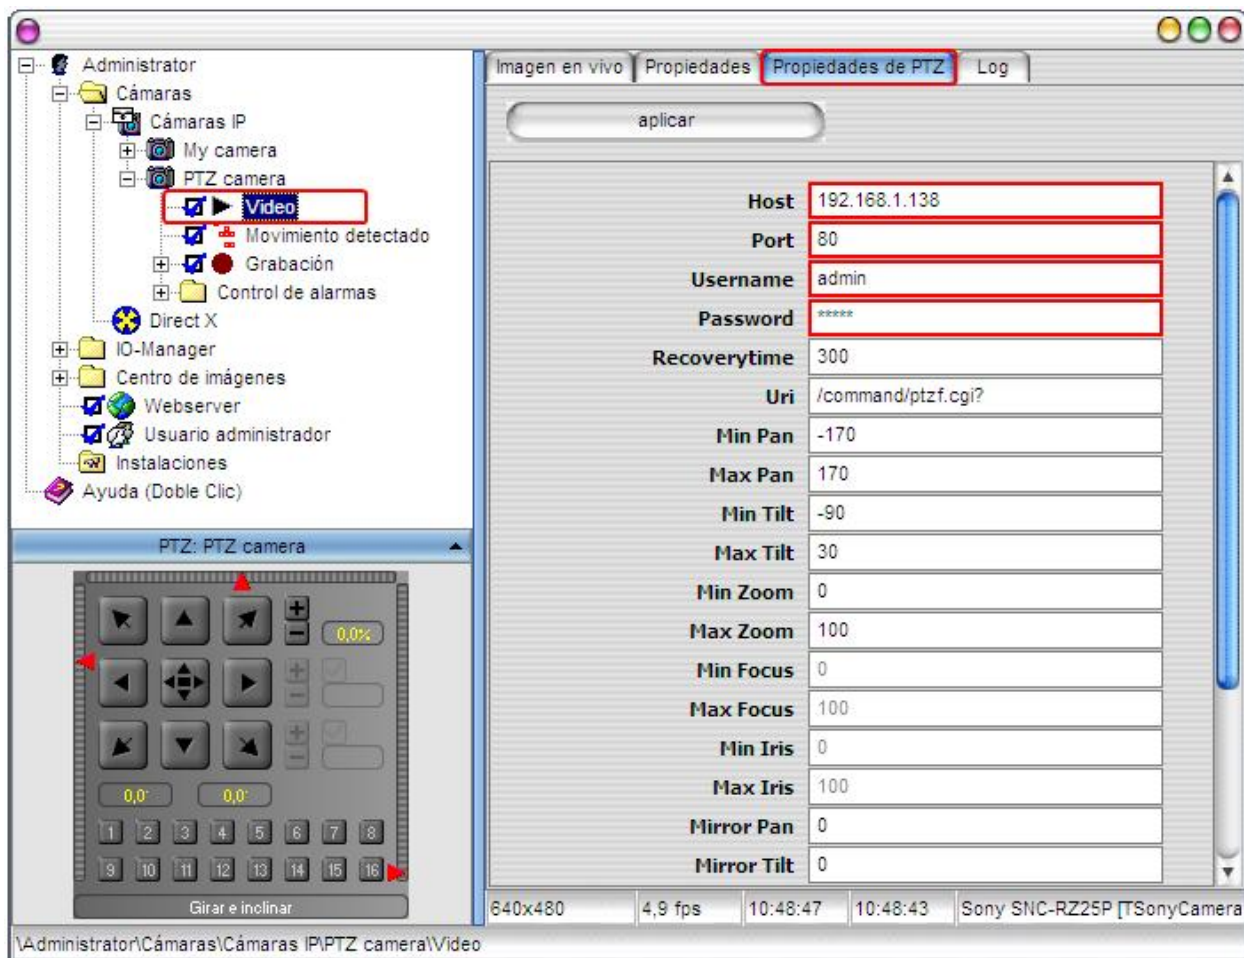 Administrator
Cámaras
Cámaras IP
My camera
PTZ camera
Video
Movimiento detectado
Grabación
Control de alarmas
Direct X
IO-Manager
Centro de imágenes
Webserver
Usuario administrador
Instalaciones
Ayuda (Doble Clic)
PTZ: PTZ camera
0,0%
0,0° 0,0°
1 2 3 4 5 6 7 8
9 10 11 12 13 14 15 16
Girar e inclinar
Imagen en vivo Propiedades Propiedades de PTZ Log
aplicar
Host 192.168.1.138
Port 80
Username admin
Password *****
Recoverytime 300
Uri /command/ptzf.cgi?
Min Pan -170
Max Pan 170
Min Tilt -90
Max Tilt 30
Min Zoom 0
Max Zoom 100
Min Focus 0
Max Focus 100
Min Iris 0
Max Iris 100
Mirror Pan 0
Mirror Tilt 0
640x480 4,9 fps 10:48:47 10:48:43 Sony SNC-RZ25P [TSonyCamera
\Administrator\Cámaras\Cámaras IP\PTZ camera\Video